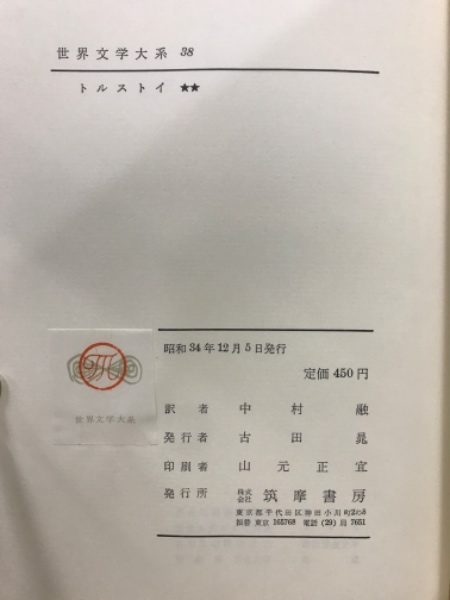 世界文学大系 38
トルストイ ★★
昭和34年12月5日発行
定価 450円
訳者 中村融
発行者 古田晁
印刷者 山元正宜
発行所 株式会社 筑摩書房
東京都千代田区神田小川町2の8
振替東京 165768 電話(29)局 7651
世界文学大系